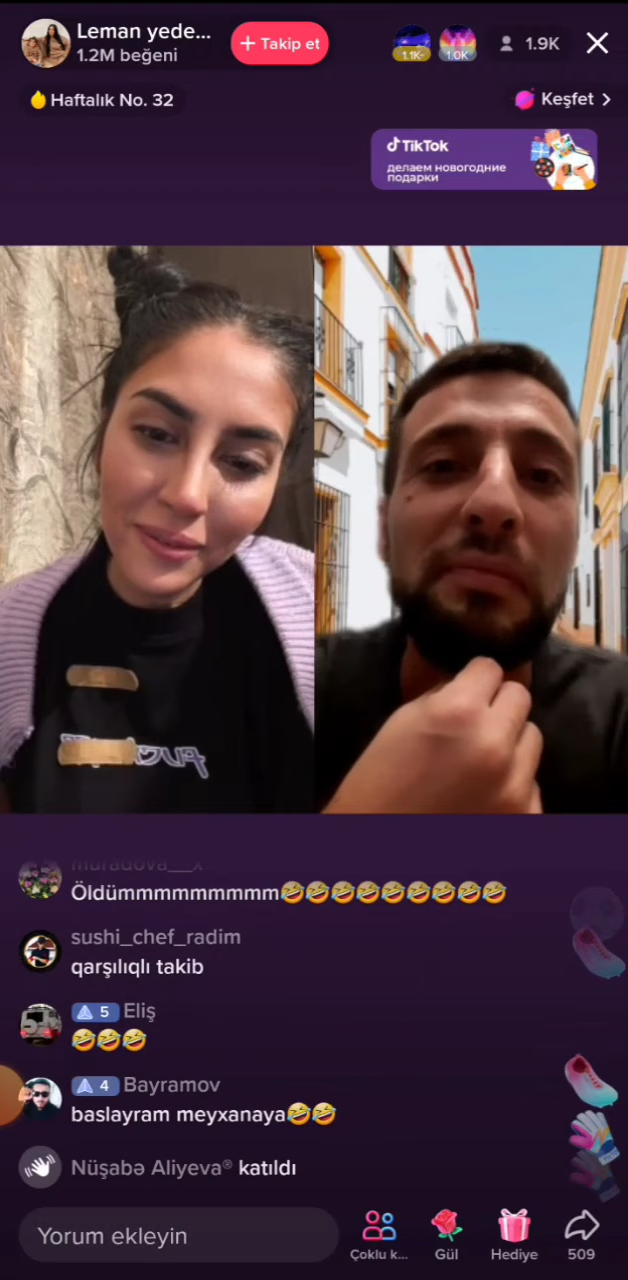 Leman yede...
1.2M beğeni
+ Takip et
1.1K+
1.0K
1.9K
Haftalık No. 32
Keşfet >
TikTok
делаем новогодние
подарки
muradova__x
Öldümmmmmmmmm🤣🤣🤣🤣🤣🤣🤣🤣🤣
sushi_chef_radim
qarşılıqlı takib
5 Eliş
🤣🤣🤣
4 Bayramov
baslayram meyxanaya🤣🤣
Nüşabə Aliyeva® katıldı
Yorum ekleyin
Çoklu k...
Gül
Hediye
509